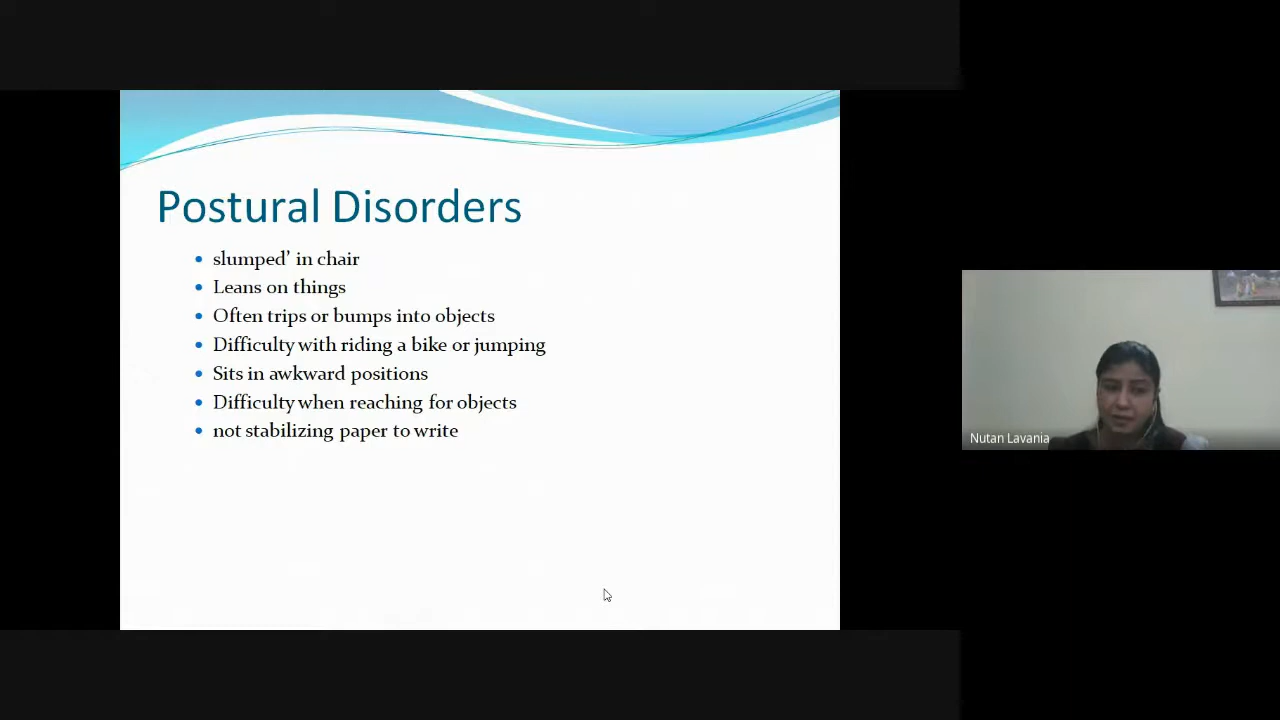 Postural Disorders
• slumped’ in chair
• Leans on things
• Often trips or bumps into objects
• Difficulty with riding a bike or jumping
• Sits in awkward positions
• Difficulty when reaching for objects
• not stabilizing paper to write
Nutan Lavania